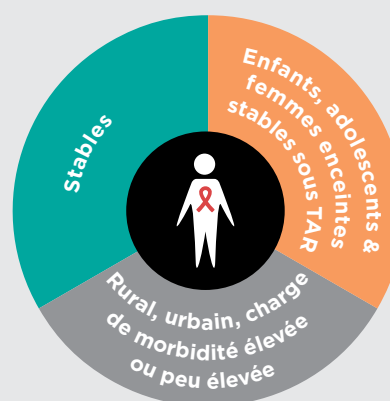 Stables
Enfants, adolescents &
femmes enceintes
stables sous TAR
Rural, urbain, charge
de morbidité élevée
ou peu élevée